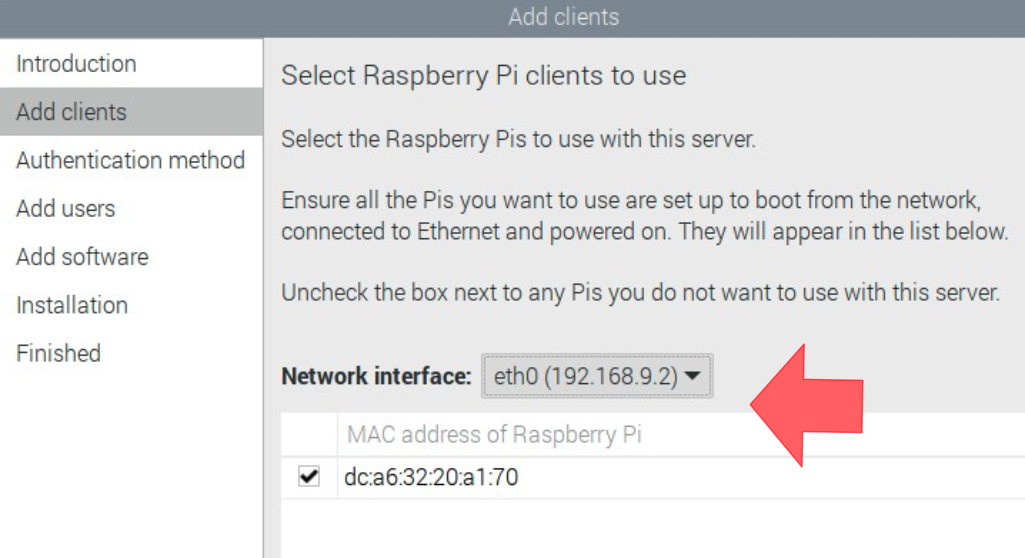 Add clients
Introduction
Add clients
Authentication method
Add users
Add software
Installation
Finished
Select Raspberry Pi clients to use
Select the Raspberry Pis to use with this server.
Ensure all the Pis you want to use are set up to boot from the network,
connected to Ethernet and powered on. They will appear in the list below.
Uncheck the box next to any Pis you do not want to use with this server.
Network interface: eth0 (192.168.9.2)
MAC address of Raspberry Pi
dc:a6:32:20:a1:70